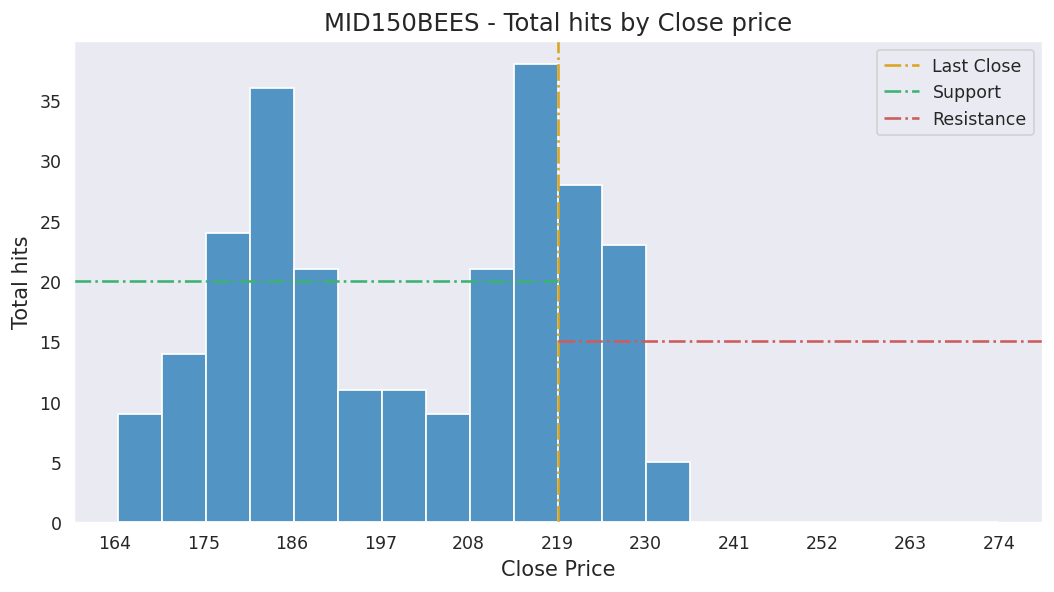 MID150BEES - Total hits by Close price
Last Close
Support
Resistance
Total hits
35
30
25
20
15
10
5
0
164 175 186 197 208 219 230 241 252 263 274
Close Price